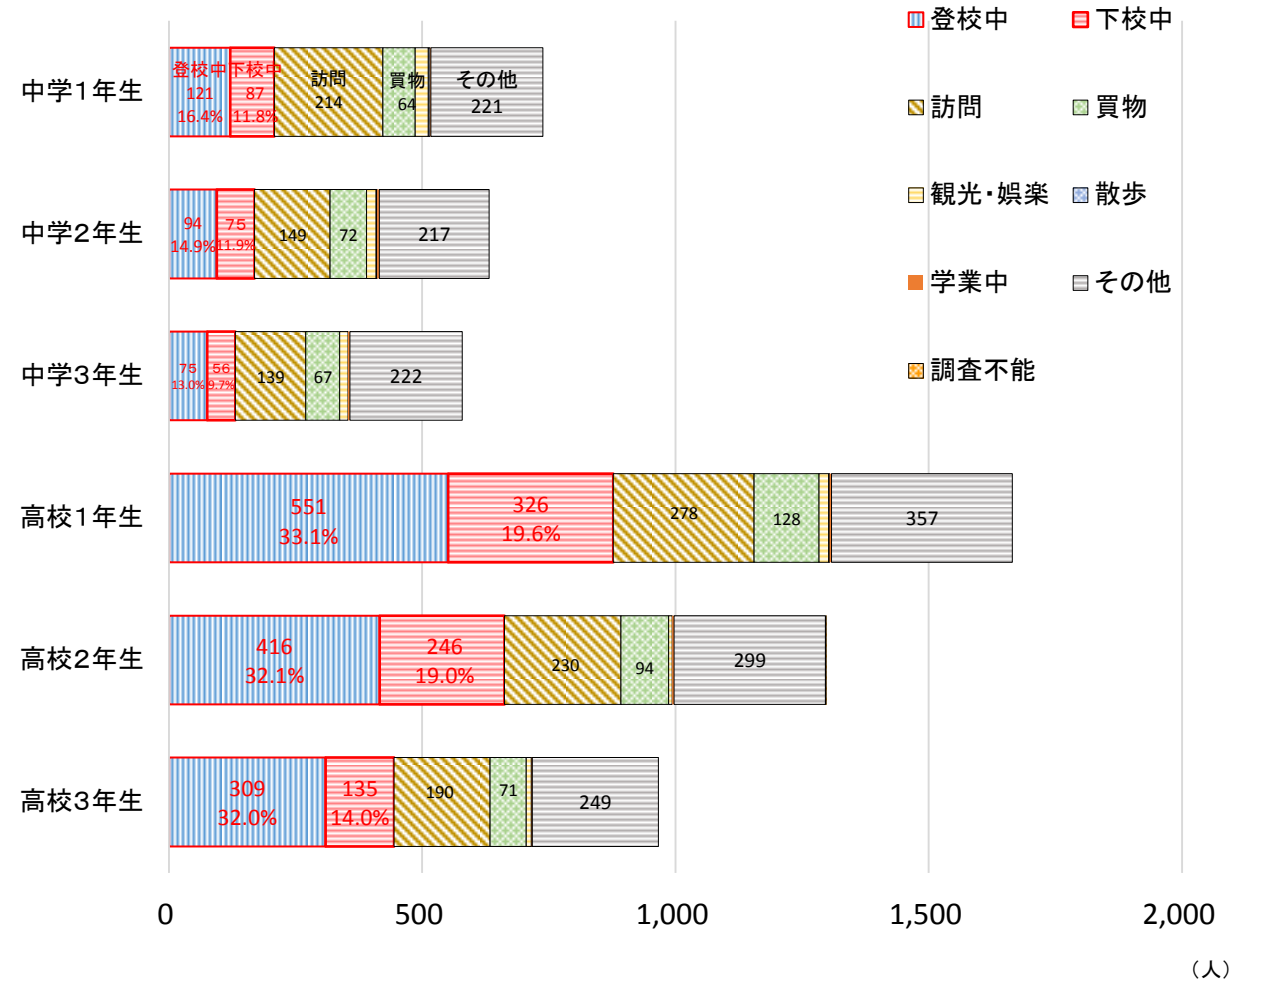 登校中 下校中
訪問 買物
観光・娯楽 散歩
学業中 その他
調査不能
中学1年生
登校中 121 16.4%
下校中 87 11.8%
訪問 214
買物 64
その他 221
中学2年生
94 14.9%
75 11.9%
149
72
217
中学3年生
75 13.0%
56 9.7%
139
67
222
高校1年生
551 33.1%
326 19.6%
278
128
357
高校2年生
416 32.1%
246 19.0%
230
94
299
高校3年生
309 32.0%
135 14.0%
190
71
249
0 500 1,000 1,500 2,000
（人）